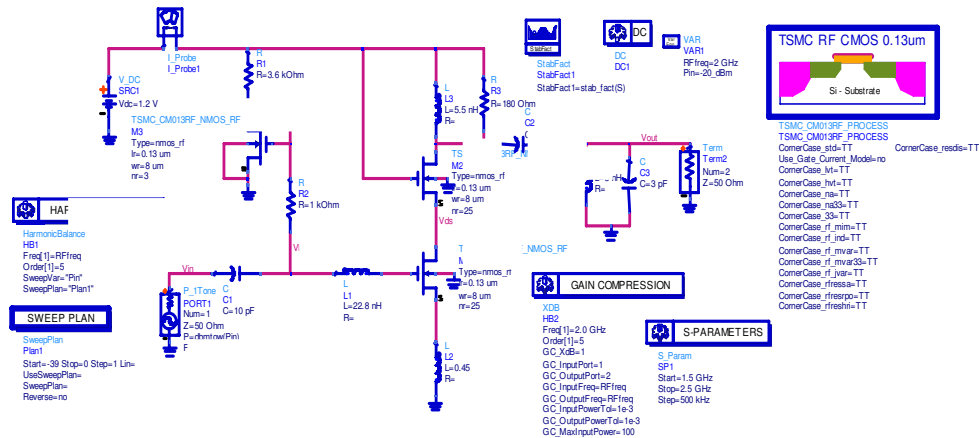 I_Probe
I_Probe1
R
R1
R=3.6 kOhm
V_DC
SRC1
Vdc=1.2 V
TSMC_CM013RF_NMOS_RF
M3
Type=nmos_rf
lr=0.13 um
wr=8 um
nr=3
R
R2
R=1 kOhm
L
L3
L=5.5 nH
R=
R
R3
R=180 Ohm
C
C2
TS
M2
Type=nmos_rf
=0.13 um
wr=8 um
nr=25
S
Vds
_NMOS_RF
Type=nmos_rf
r=0.13 um
wr=8 um
nr=25
S
L
L1
L=22.8 nH
R=
L
L2
L=0.45
R=
Vin
C
C1
C=10 pF
P_1Tone
PORT1
Num=1
Z=50 Ohm
P=dbmtow(Pin)
F
HAR
HarmonicBalance
HB1
Freq[1]=RFfreq
Order[1]=5
SweepVar="Pin"
SweepPlan="Plan1"
SWEEP PLAN
SweepPlan
Plan1
Start=-39 Stop=0 Step=1 Lin=
UseSweepPlan=
SweepPlan=
Reverse=no
StabFact
StabFact
StabFact1
StabFact1=stab_fact(S)
DC
DC
DC1
VAR
VAR1
RFfreq=2 GHz
Pin=-20_dBm
R=
C
C3
C=3 pF
Vout
Term
Term2
Num=2
Z=50 Ohm
GAIN COMPRESSION
XDB
HB2
Freq[1]=2.0 GHz
Order[1]=5
GC_XdB=1
GC_InputPort=1
GC_OutputPort=2
GC_InputFreq=RFfreq
GC_OutputFreq=RFfreq
GC_InputPowerTol=1e-3
GC_OutputPowerTol=1e-3
GC_MaxInputPower=100
S-PARAMETERS
S_Param
SP1
Start=1.5 GHz
Stop=2.5 GHz
Step=500 kHz
TSMC RF CMOS 0.13um
Si - Substrate
TSMC_CM013RF_PROCESS
TSMC_CM013RF_PROCESS
CornerCase_std=TT CornerCase_resdis=TT
Use_Gate_Current_Model=no
CornerCase_lvt=TT
CornerCase_hvt=TT
CornerCase_na=TT
CornerCase_na33=TT
CornerCase_33=TT
CornerCase_rf_mim=TT
CornerCase_rf_ind=TT
CornerCase_rf_mvar=TT
CornerCase_rf_mvar33=TT
CornerCase_rf_jvar=TT
CornerCase_rfressa=TT
CornerCase_rfresrpo=TT
CornerCase_rfreshri=TT